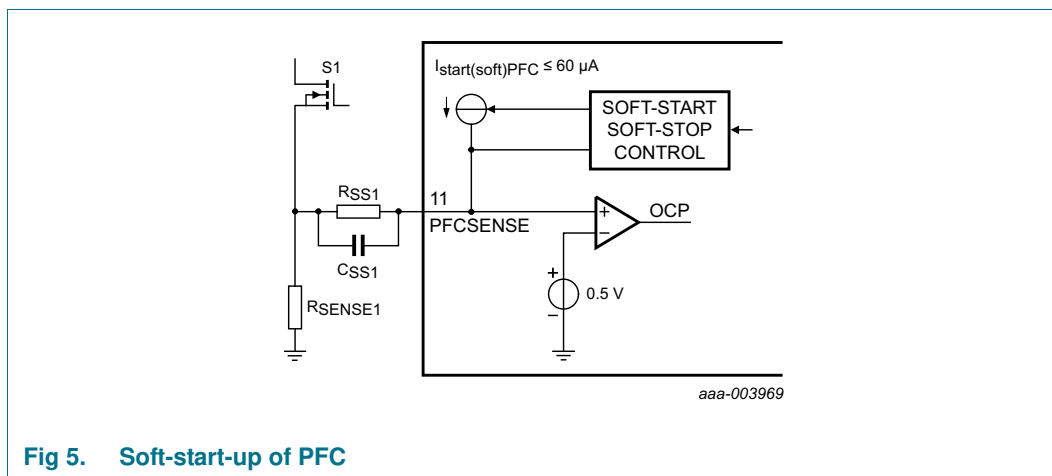 S1
Istart(soft)PFC ≤ 60 μA
SOFT-START
SOFT-STOP
CONTROL
RSS1
11
PFCSENSE
+
−
OCP
CSS1
+
0.5 V
−
RSENSE1
aaa-003969
Fig 5. Soft-start-up of PFC